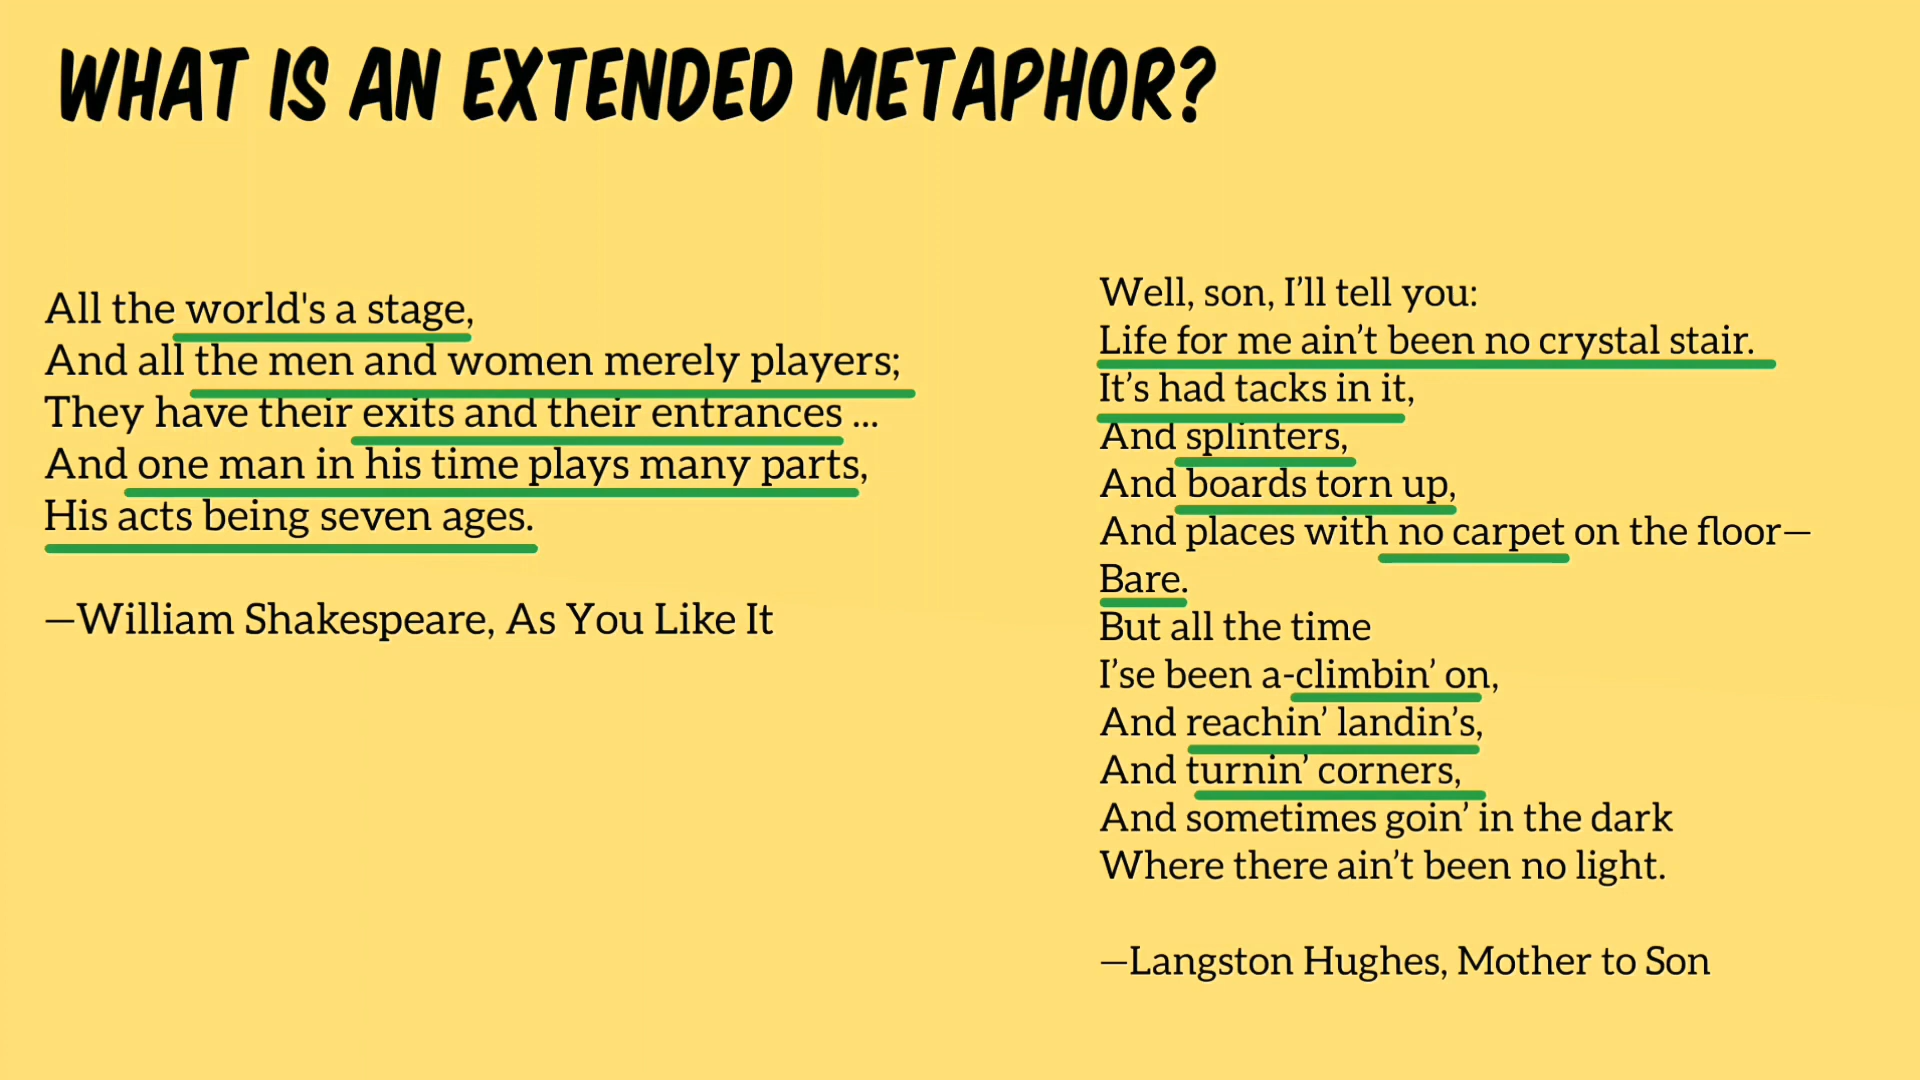 WHAT IS AN EXTENDED METAPHOR?
All the world's a stage,
And all the men and women merely players;
They have their exits and their entrances ...
And one man in his time plays many parts,
His acts being seven ages.
—William Shakespeare, As You Like It
Well, son, I’ll tell you:
Life for me ain’t been no crystal stair.
It’s had tacks in it,
And splinters,
And boards torn up,
And places with no carpet on the floor—
Bare.
But all the time
I’se been a-climbin’ on,
And reachin’ landin’s,
And turnin’ corners,
And sometimes goin’ in the dark
Where there ain’t been no light.
—Langston Hughes, Mother to Son